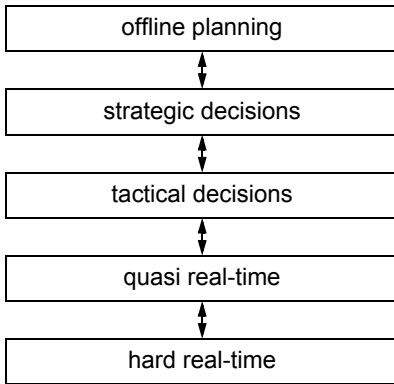 offline planning
strategic decisions
tactical decisions
quasi real-time
hard real-time